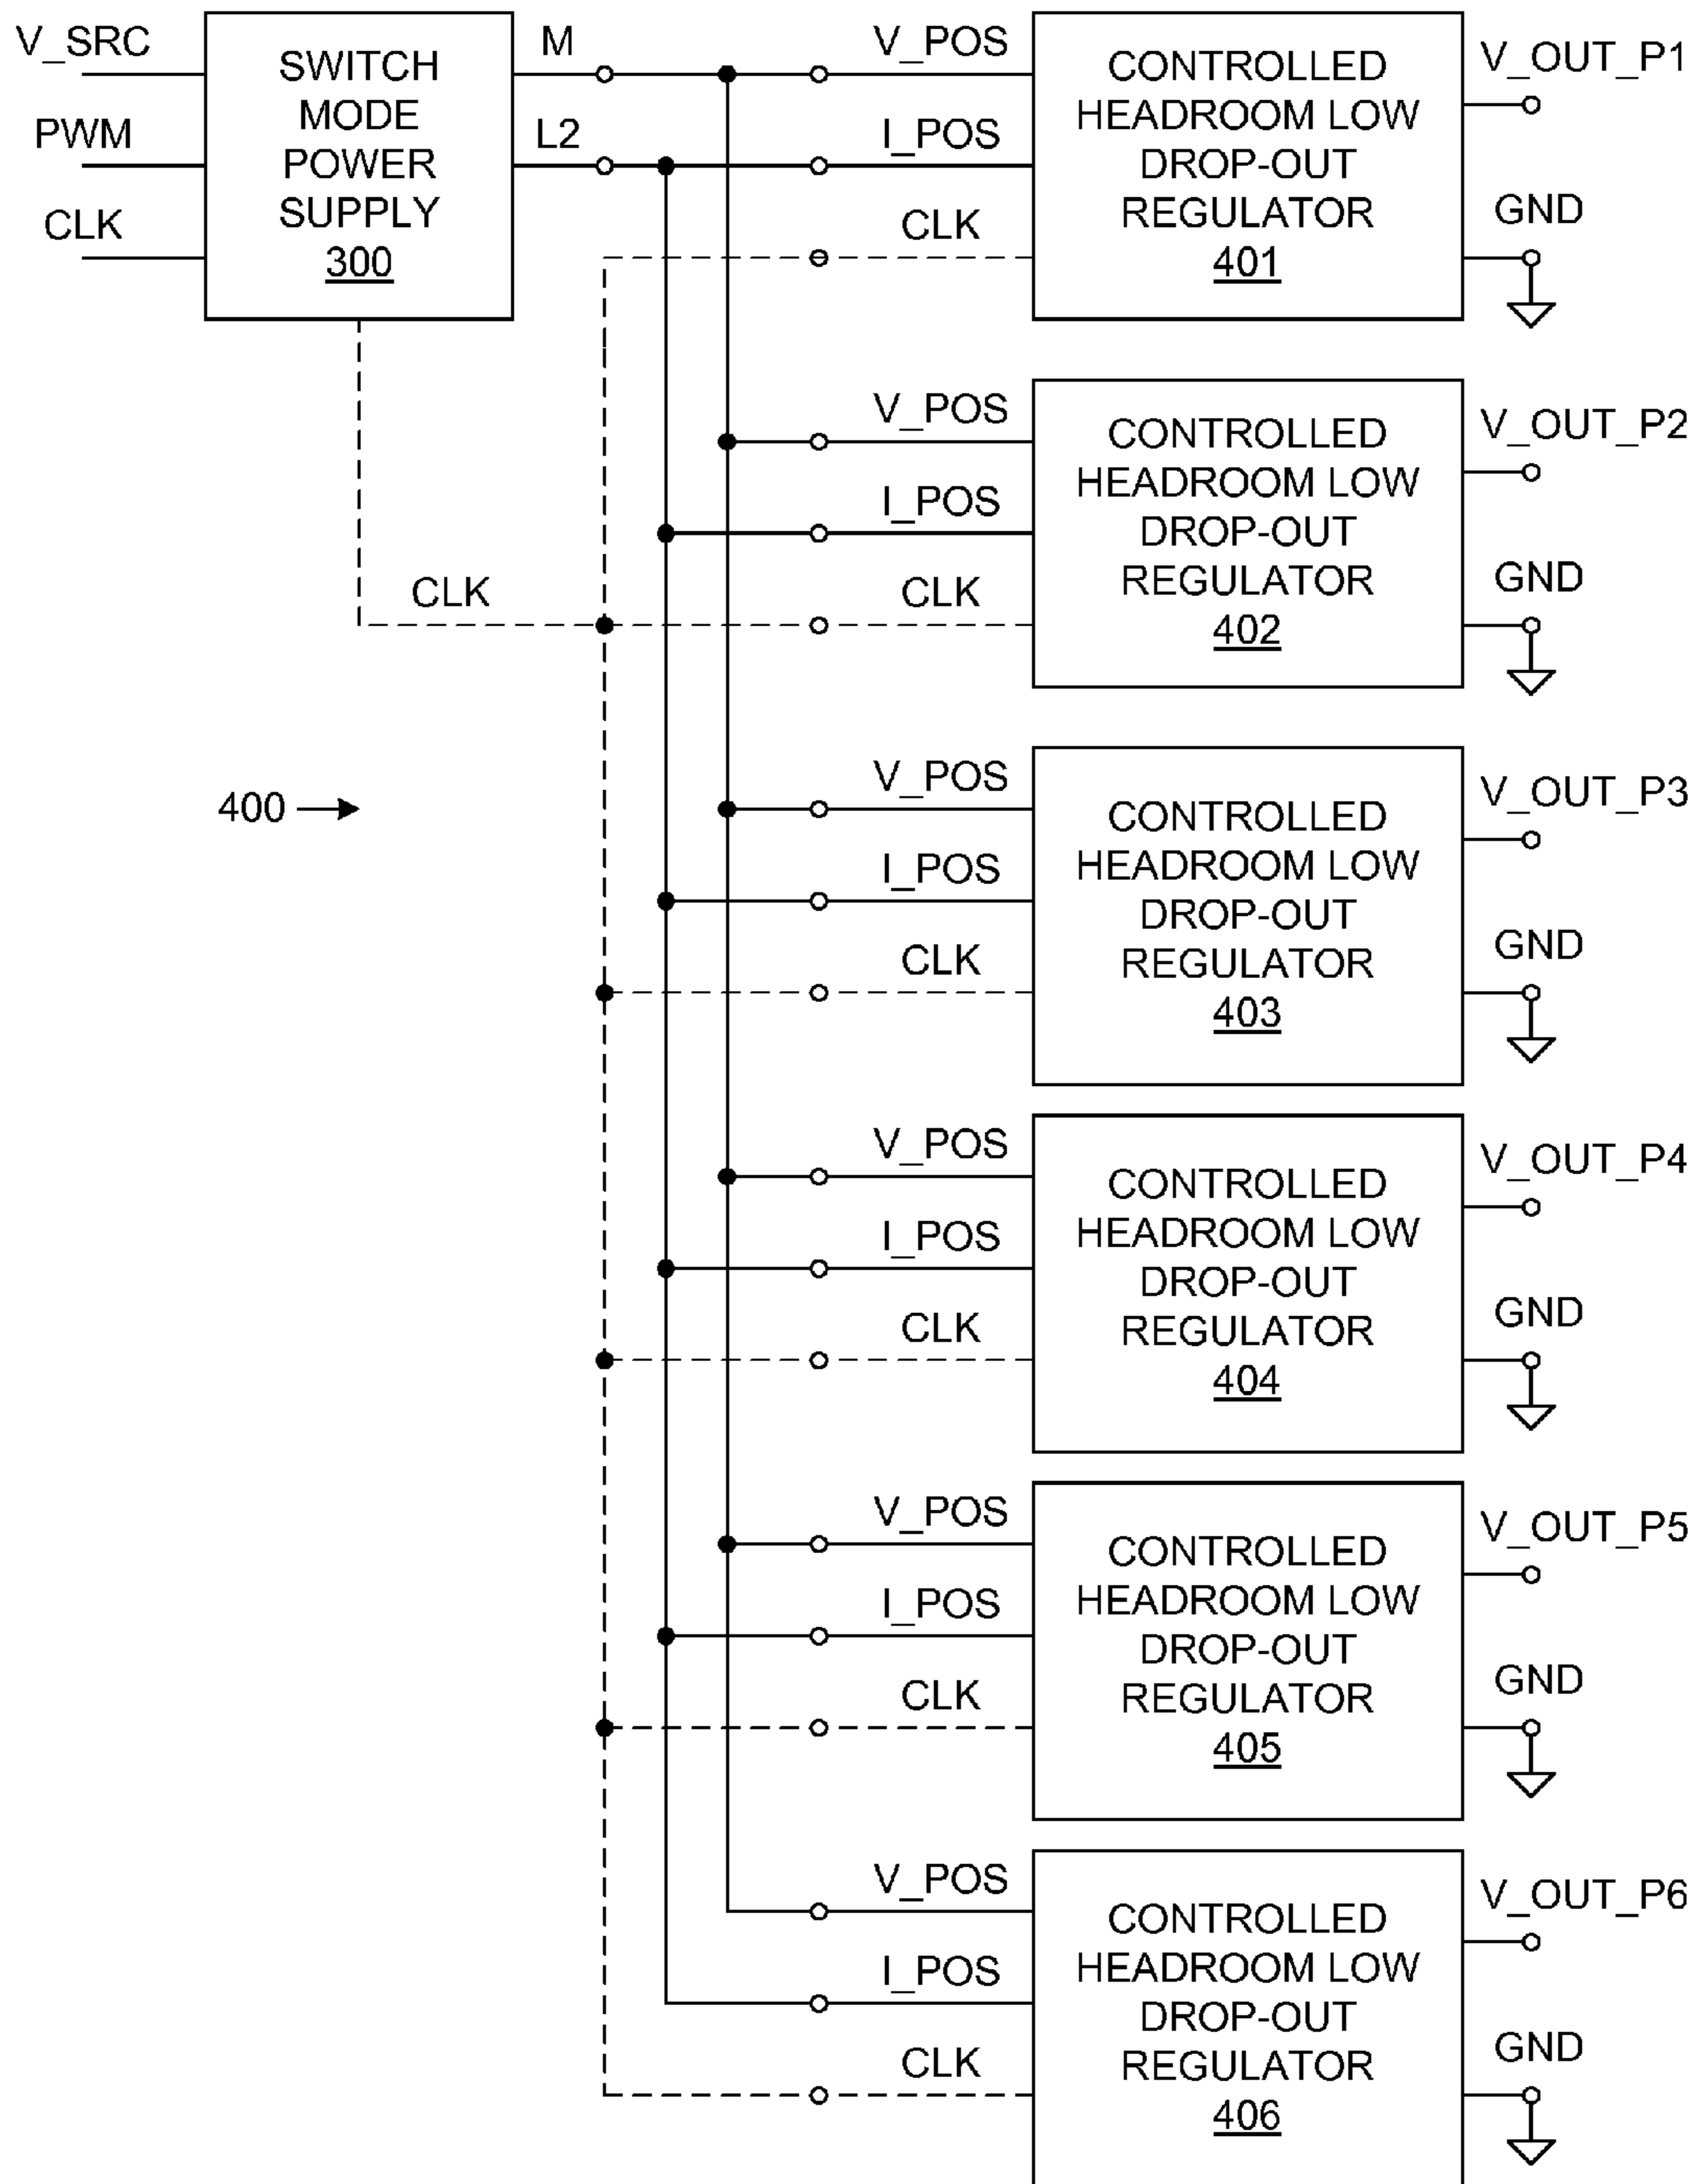 V_SRC
PWM
CLK
SWITCH
MODE
POWER
SUPPLY
300
M
L2
CLK
400
V_POS
I_POS
CLK
CONTROLLED
HEADROOM LOW
DROP-OUT
REGULATOR
401
V_OUT_P1
GND
V_POS
I_POS
CLK
CONTROLLED
HEADROOM LOW
DROP-OUT
REGULATOR
402
V_OUT_P2
GND
V_POS
I_POS
CLK
CONTROLLED
HEADROOM LOW
DROP-OUT
REGULATOR
403
V_OUT_P3
GND
V_POS
I_POS
CLK
CONTROLLED
HEADROOM LOW
DROP-OUT
REGULATOR
404
V_OUT_P4
GND
V_POS
I_POS
CLK
CONTROLLED
HEADROOM LOW
DROP-OUT
REGULATOR
405
V_OUT_P5
GND
V_POS
I_POS
CLK
CONTROLLED
HEADROOM LOW
DROP-OUT
REGULATOR
406
V_OUT_P6
GND